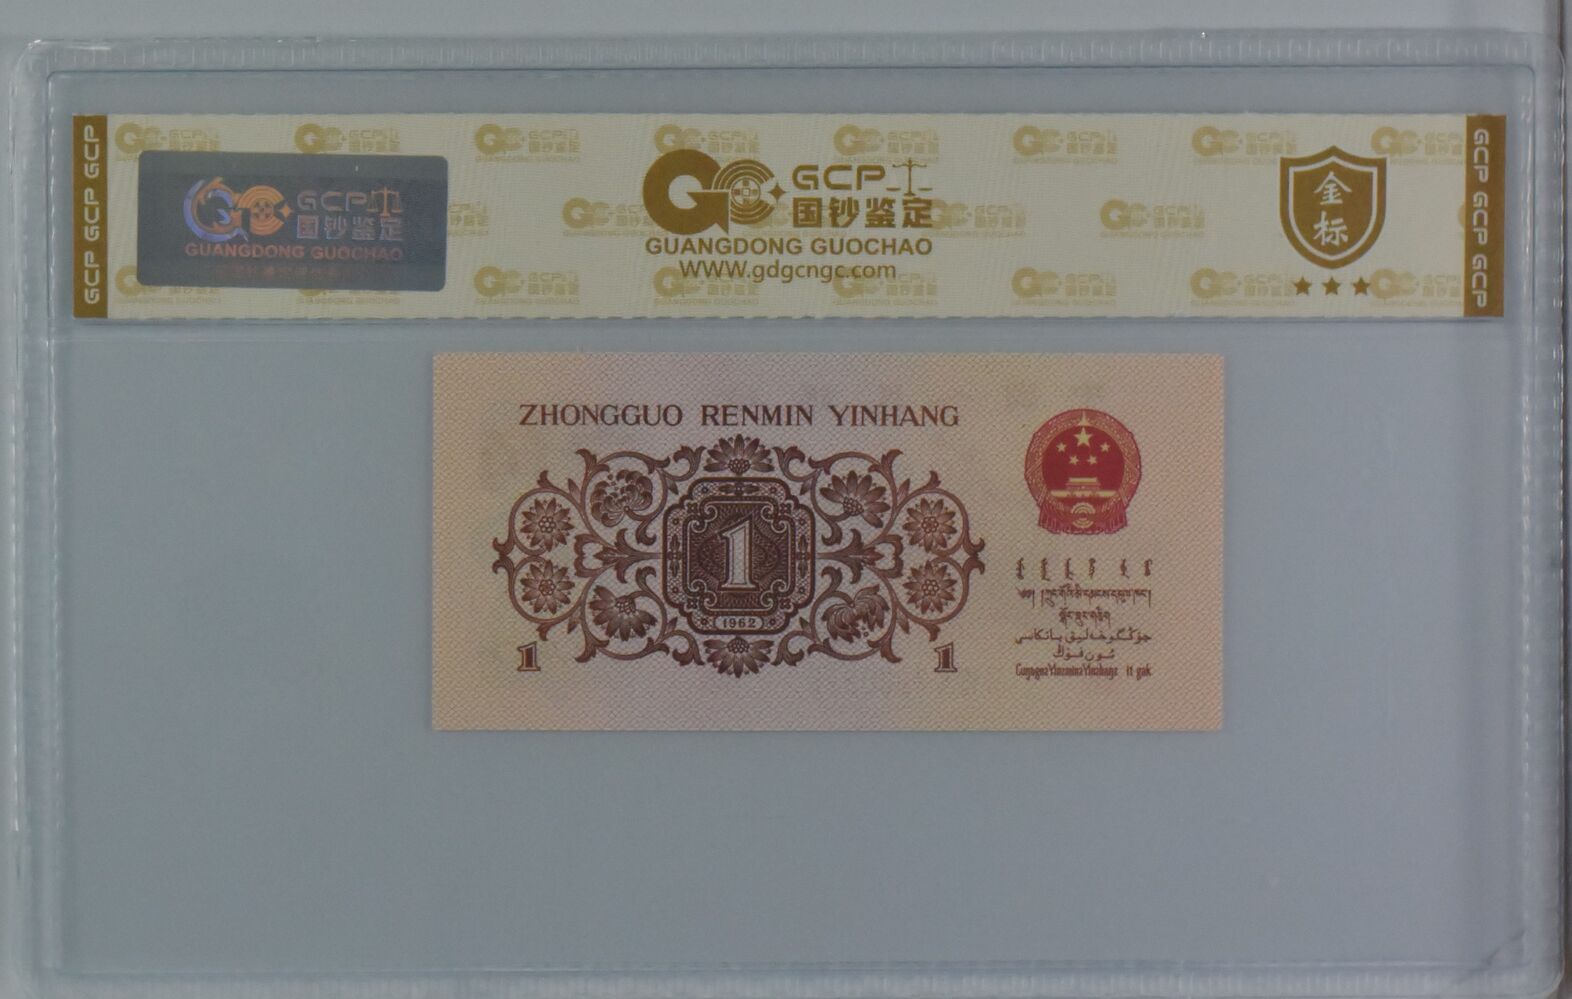 GCP GCP GCP
GCP
国钞鉴定
GUANGDONG GUOCHAO
GCP
国钞鉴定
GUANGDONG GUOCHAO
WWW.gdgcngc.com
金标
GCP GCP GCP
ZHONGGUO RENMIN YINHANG
1
1962
1
1